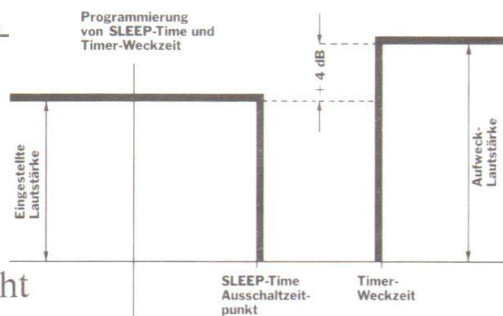 Programmierung
von SLEEP-Time und
Timer-Weckzeit
+ 4 dB
Eingestellte
Lautstärke
Aufweck-
Lautstärke
ht
SLEEP-Time
Ausschaltzeit-
punkt
Timer-
Weckzeit